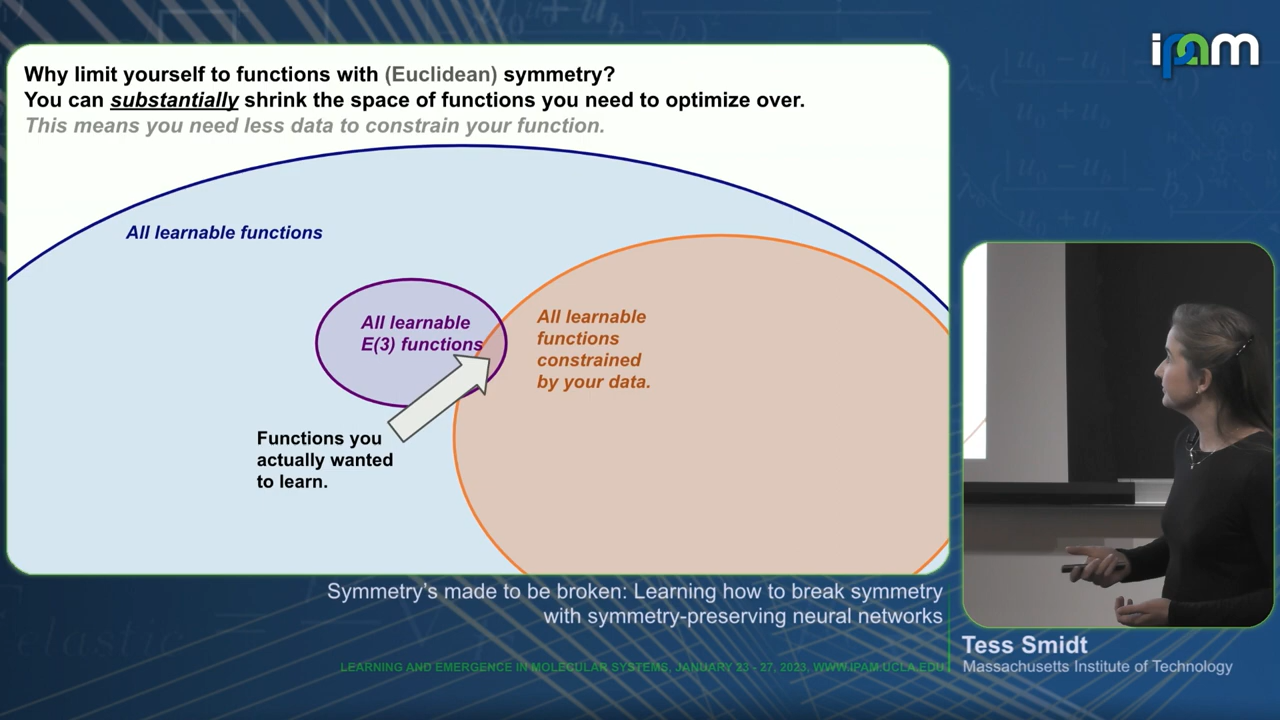 Why limit yourself to functions with (Euclidean) symmetry?
You can substantially shrink the space of functions you need to optimize over.
This means you need less data to constrain your function.
All learnable functions
All learnable
E(3) functions
All learnable
functions
constrained
by your data.
Functions you
actually wanted
to learn.
ipam
Symmetry’s made to be broken: Learning how to break symmetry
with symmetry-preserving neural networks
Tess Smidt
Massachusetts Institute of Technology
LEARNING AND EMERGENCE IN MOLECULAR SYSTEMS, JANUARY 23 - 27, 2023, WWW.IPAM.UCLA.EDU
elastic